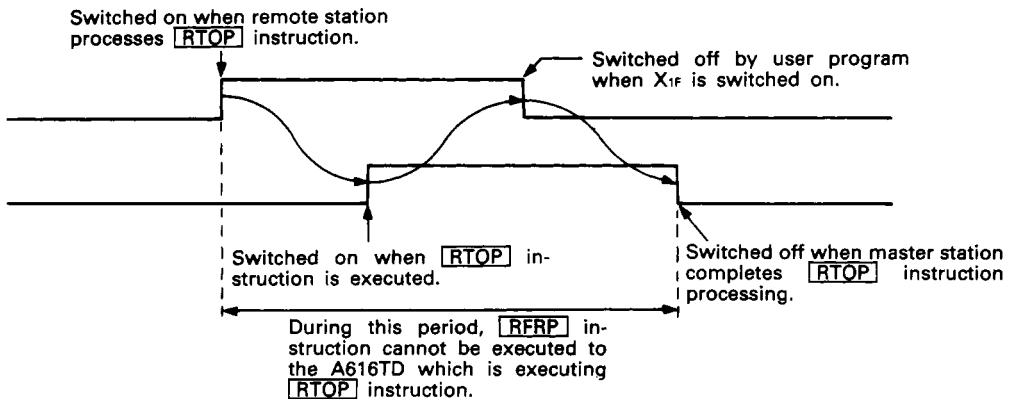 Switched on when remote station
processes RTOP instruction.
Switched off by user program
when X1F is switched on.
Switched on when RTOP in-
struction is executed.
Switched off when master station
completes RTOP instruction
processing.
During this period, RFRP in-
struction cannot be executed to
the A616TD which is executing
RTOP instruction.